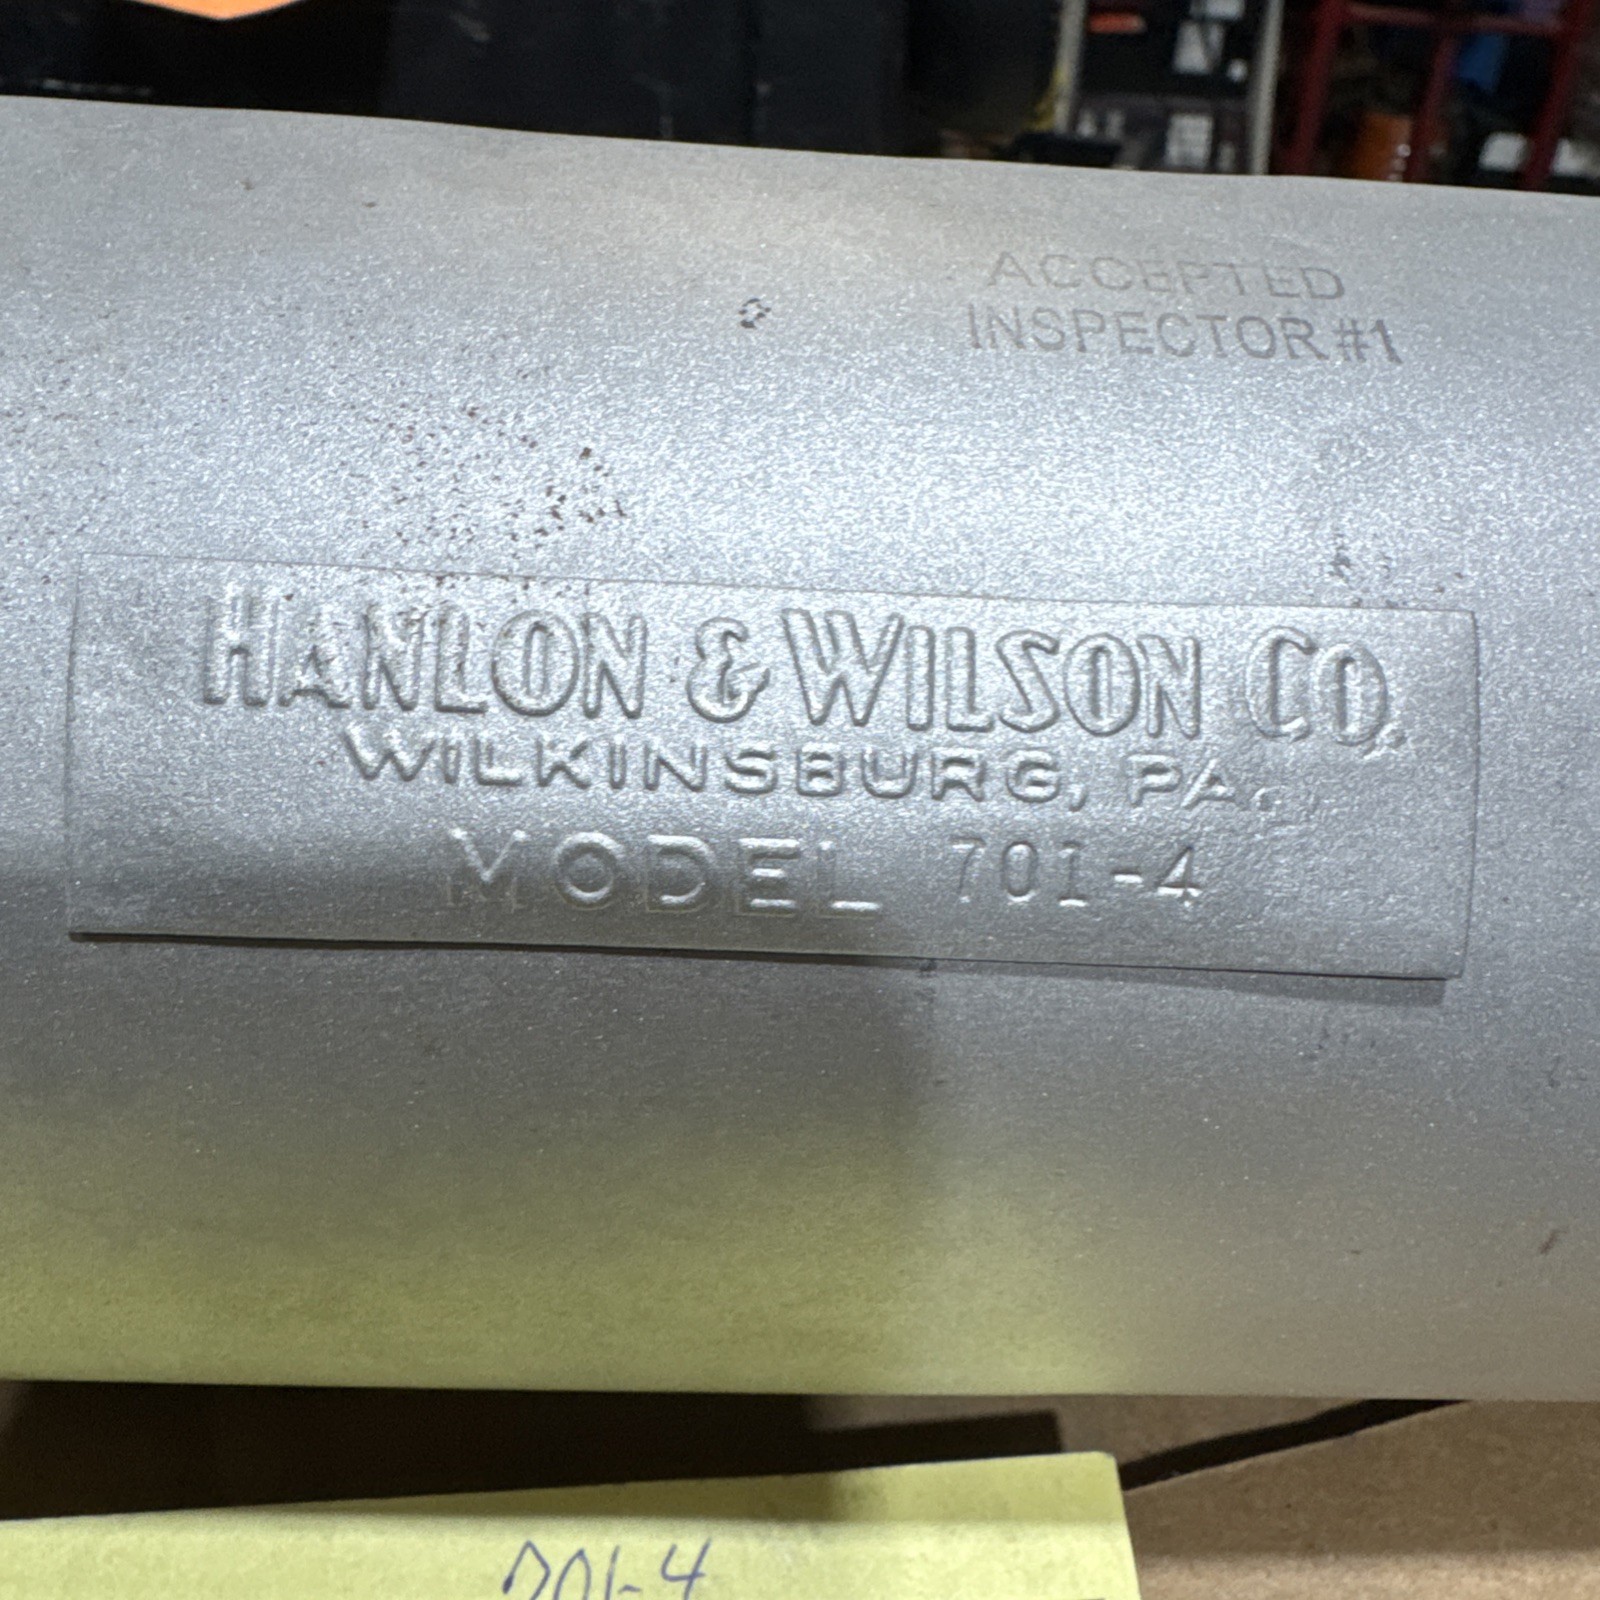 ACCEPTED
INSPECTOR #1
HANLON & WILSON CO.
WILKINSBURG, PA.
MODEL 701-4
701-4